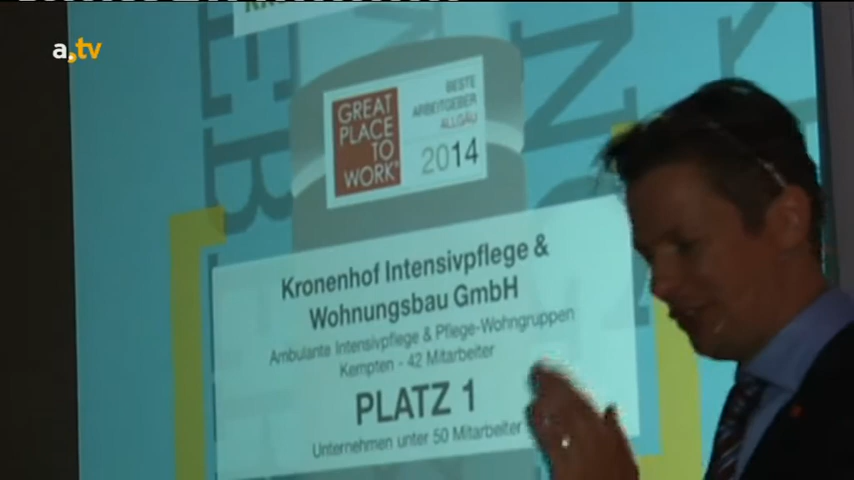 a.tv
GREAT
PLACE
TO
WORK®
BESTE
ARBEITGEBER
ALLGÄU
2014
Kronenhof Intensivpflege &
Wohnungsbau GmbH
Ambulante Intensivpflege & Pflege-Wohngruppen
Kempten - 42 Mitarbeiter
PLATZ 1
Unternehmen unter 50 Mitarbeiter